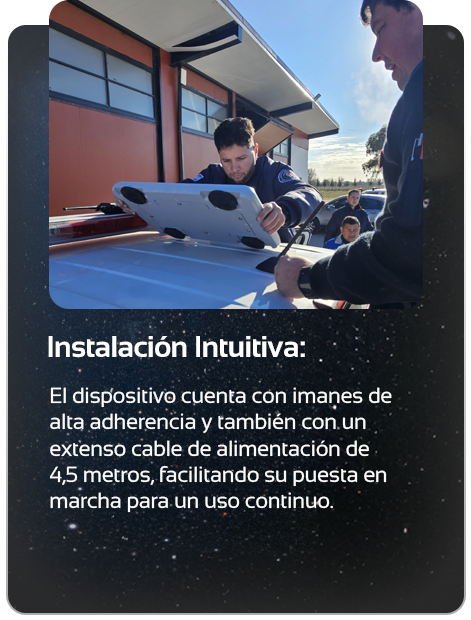 Instalación Intuitiva:
El dispositivo cuenta con imanes de
alta adherencia y también con un
extenso cable de alimentación de
4,5 metros, facilitando su puesta en
marcha para un uso continuo.